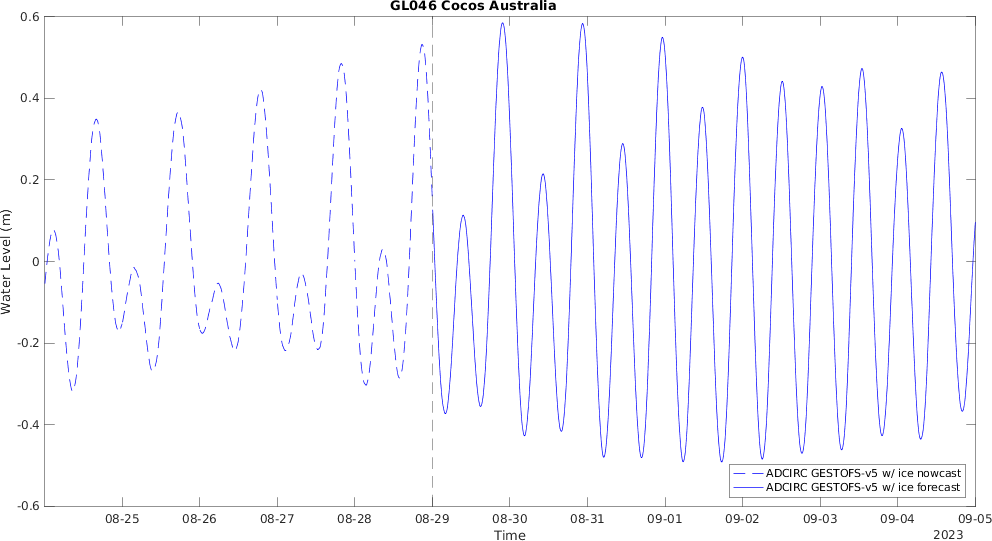 GL046 Cocos Australia
0.6
0.4
0.2
0
-0.2
-0.4
-0.6
Water Level (m)
ADCIRC GESTOFS-v5 w/ ice nowcast
ADCIRC GESTOFS-v5 w/ ice forecast
08-25 08-26 08-27 08-28 08-29 08-30 08-31 09-01 09-02 09-03 09-04 09-05
Time
2023